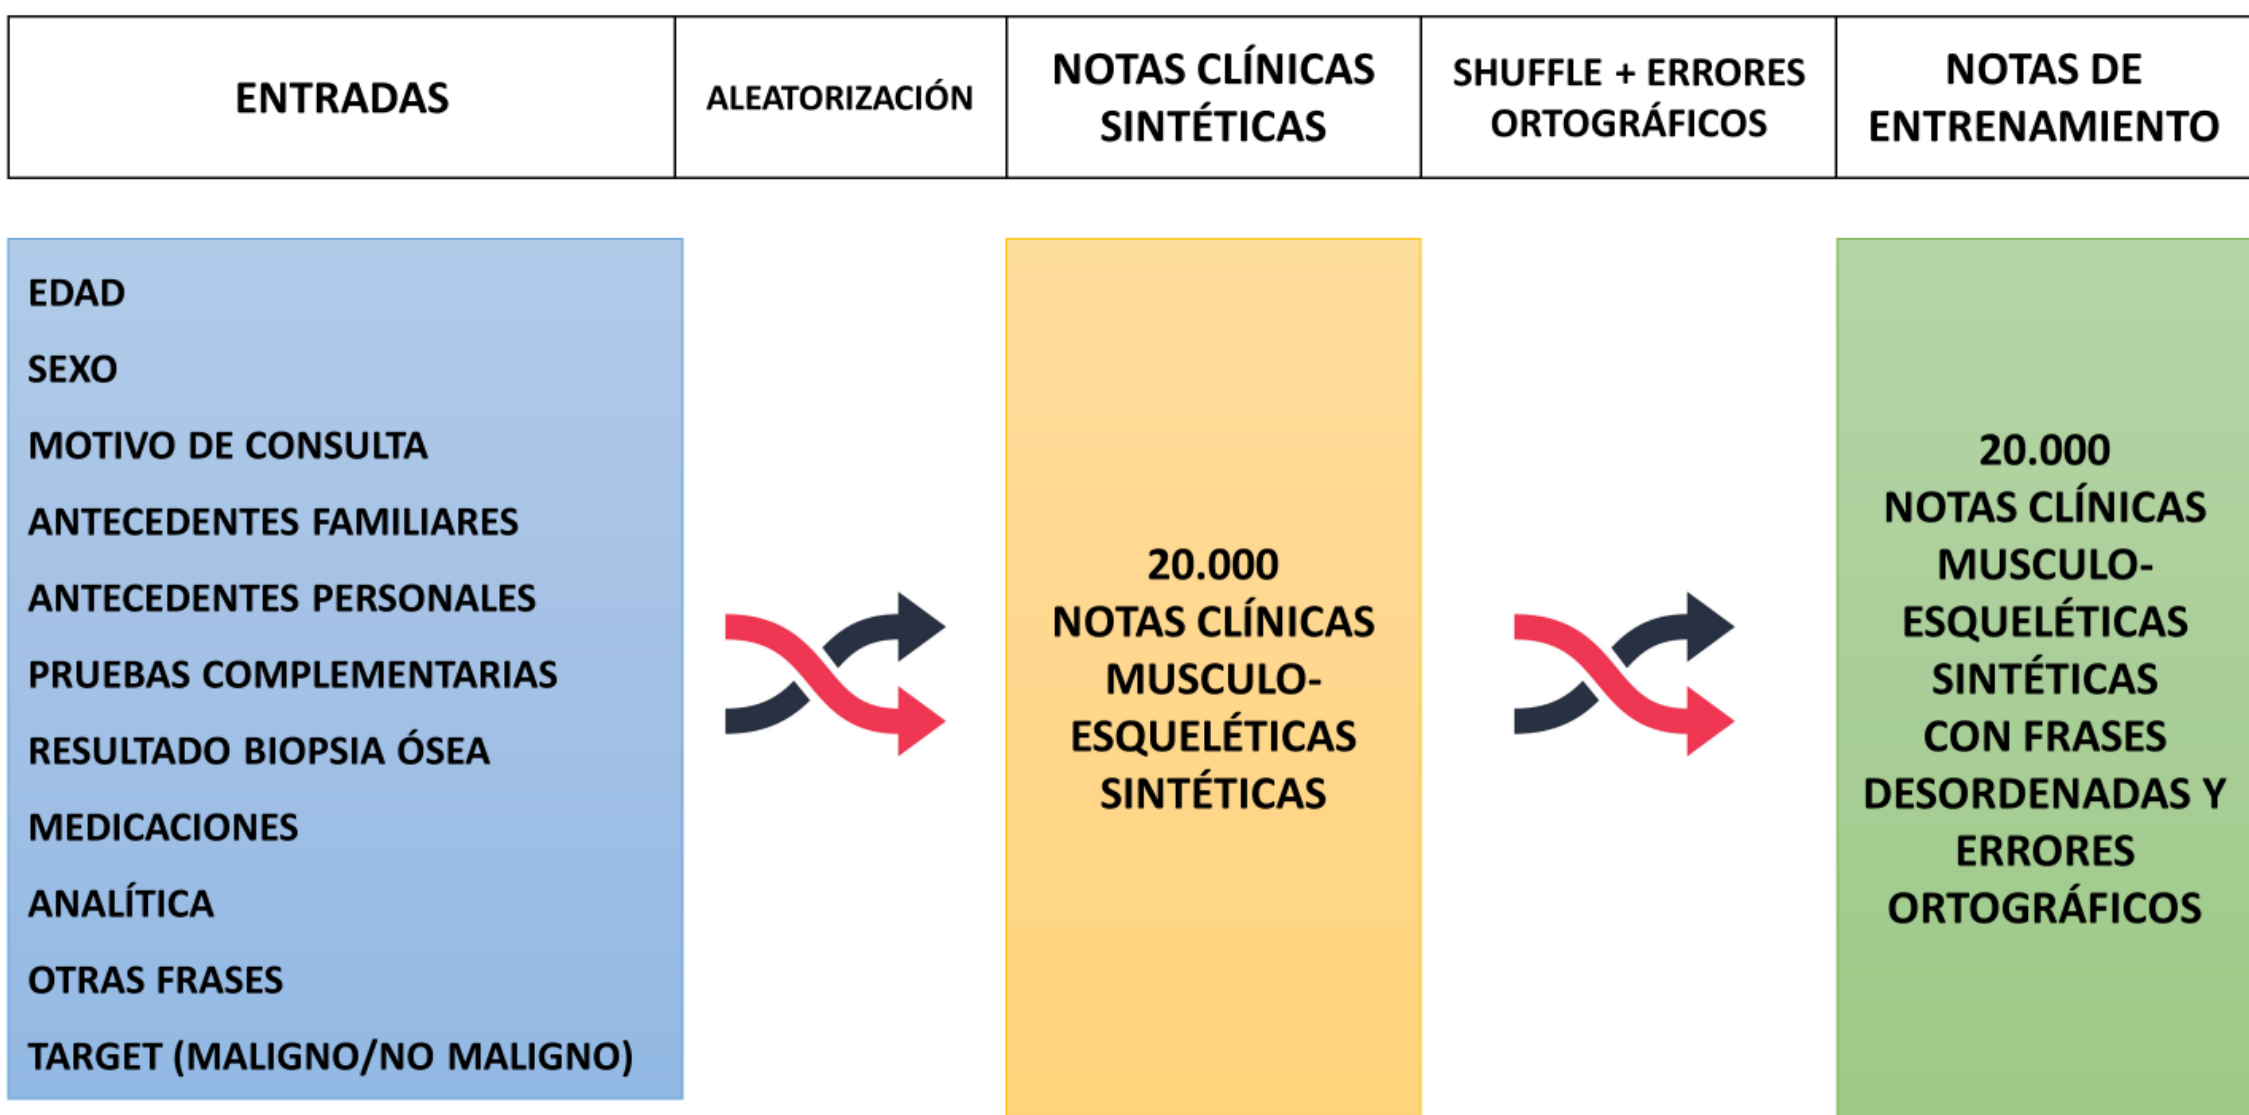 ENTRADAS
ALEATORIZACIÓN
NOTAS CLÍNICAS
SINTÉTICAS
SHUFFLE + ERRORES
ORTOGRÁFICOS
NOTAS DE
ENTRENAMIENTO
EDAD
SEXO
MOTIVO DE CONSULTA
ANTECEDENTES FAMILIARES
ANTECEDENTES PERSONALES
PRUEBAS COMPLEMENTARIAS
RESULTADO BIOPSIA ÓSEA
MEDICACIONES
ANALÍTICA
OTRAS FRASES
TARGET (MALIGNO/NO MALIGNO)
20.000
NOTAS CLÍNICAS
MUSCULO-
ESQUELÉTICAS
SINTÉTICAS
20.000
NOTAS CLÍNICAS
MUSCULO-
ESQUELÉTICAS
SINTÉTICAS
CON FRASES
DESORDENADAS Y
ERRORES
ORTOGRÁFICOS